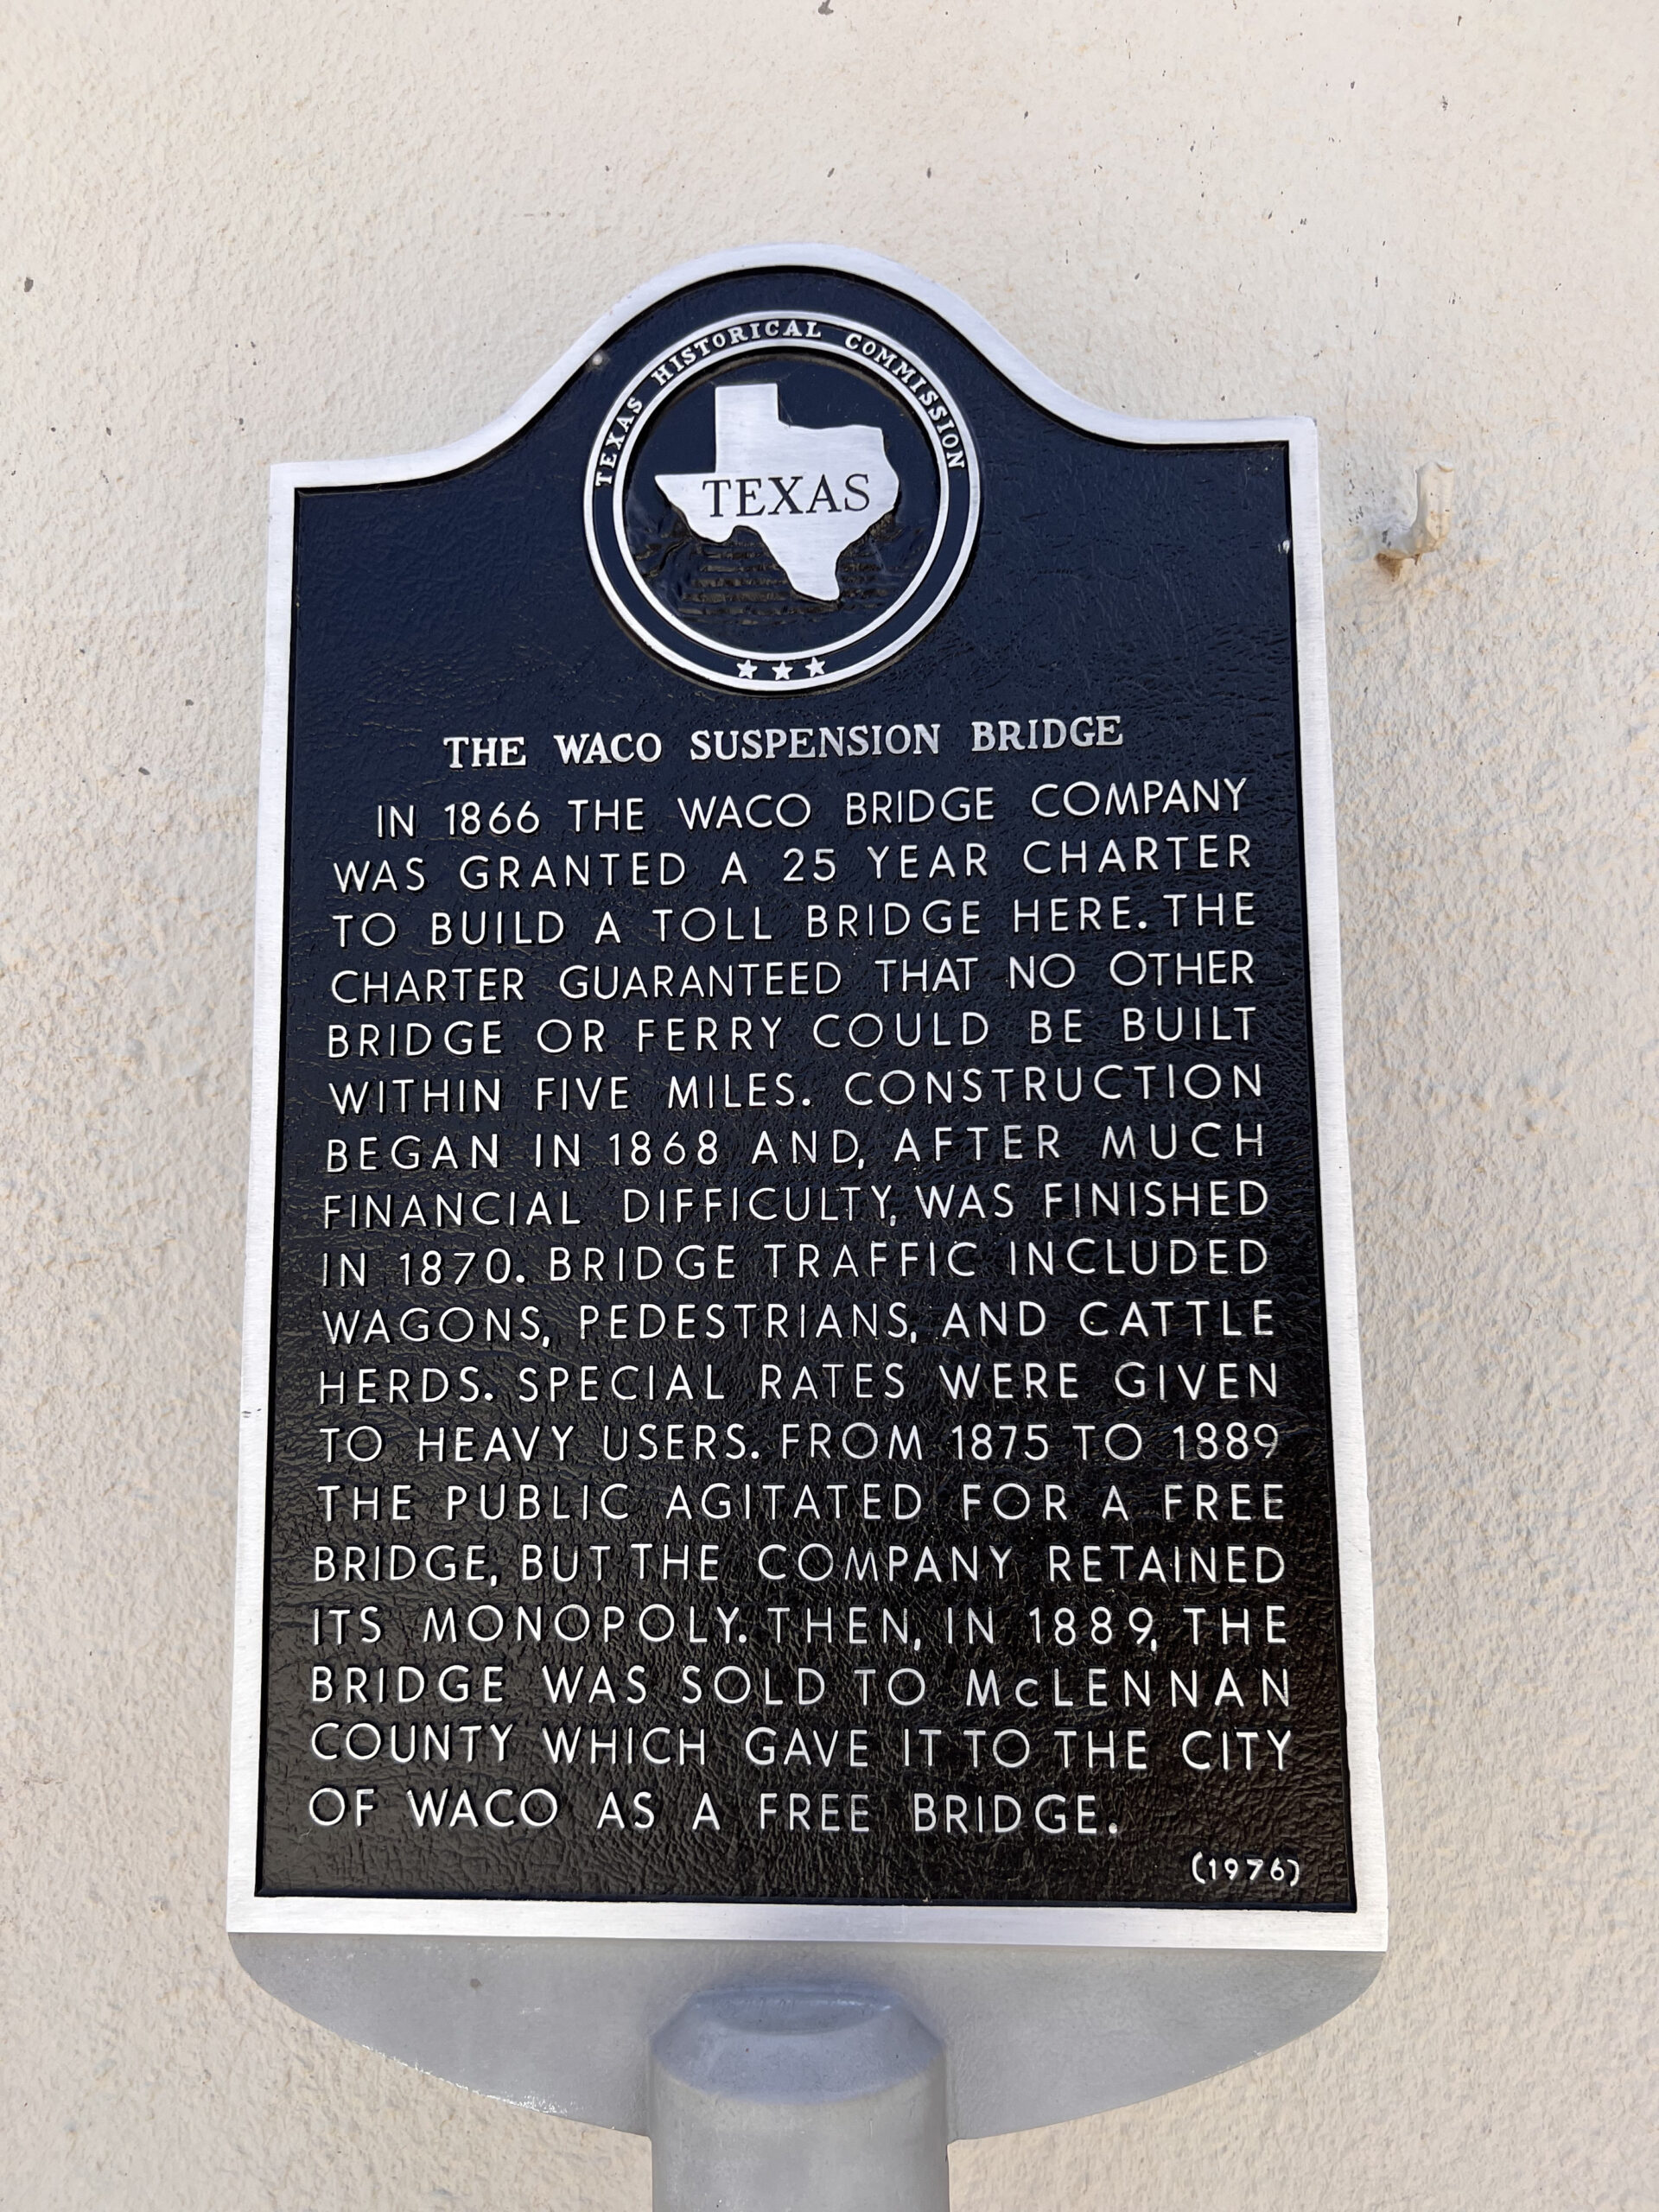 TEXAS HISTORICAL COMMISSION
TEXAS
THE WACO SUSPENSION BRIDGE
IN 1866 THE WACO BRIDGE COMPANY
WAS GRANTED A 25 YEAR CHARTER
TO BUILD A TOLL BRIDGE HERE. THE
CHARTER GUARANTEED THAT NO OTHER
BRIDGE OR FERRY COULD BE BUILT
WITHIN FIVE MILES. CONSTRUCTION
BEGAN IN 1868 AND, AFTER MUCH
FINANCIAL DIFFICULTY, WAS FINISHED
IN 1870. BRIDGE TRAFFIC INCLUDED
WAGONS, PEDESTRIANS, AND CATTLE
HERDS. SPECIAL RATES WERE GIVEN
TO HEAVY USERS. FROM 1875 TO 1889
THE PUBLIC AGITATED FOR A FREE
BRIDGE, BUT THE COMPANY RETAINED
ITS MONOPOLY. THEN, IN 1889, THE
BRIDGE WAS SOLD TO McLENNAN
COUNTY WHICH GAVE IT TO THE CITY
OF WACO AS A FREE BRIDGE.
(1976)